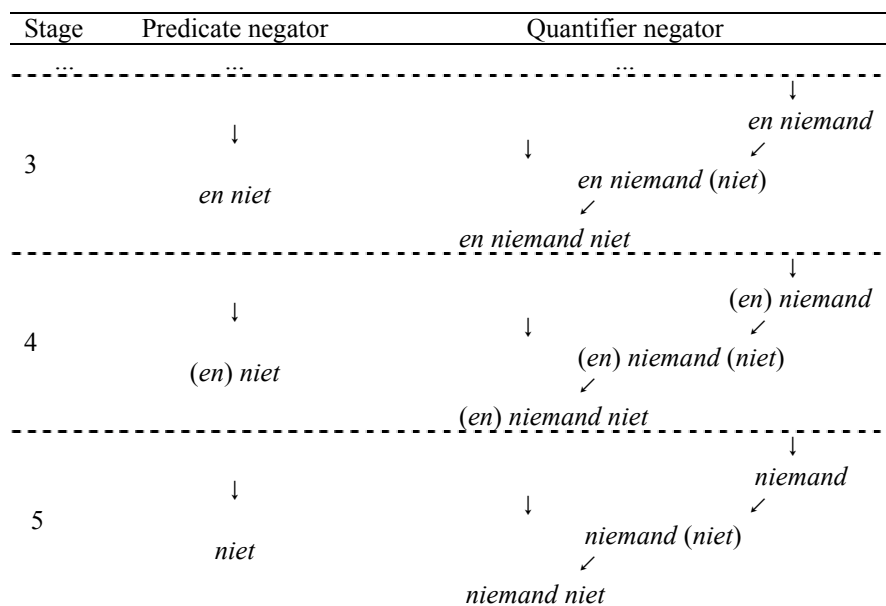 Stage Predicate negator Quantifier negator
... ... ...
↓
en niemand
↓ ↓ ↙
3
en niemand (niet)
en niet ↙
en niemand niet
↓
(en) niemand
↓ ↓ ↙
4
(en) niemand (niet)
(en) niet ↙
(en) niemand niet
↓
niemand
↓ ↓ ↙
5
niemand (niet)
niet ↙
niemand niet